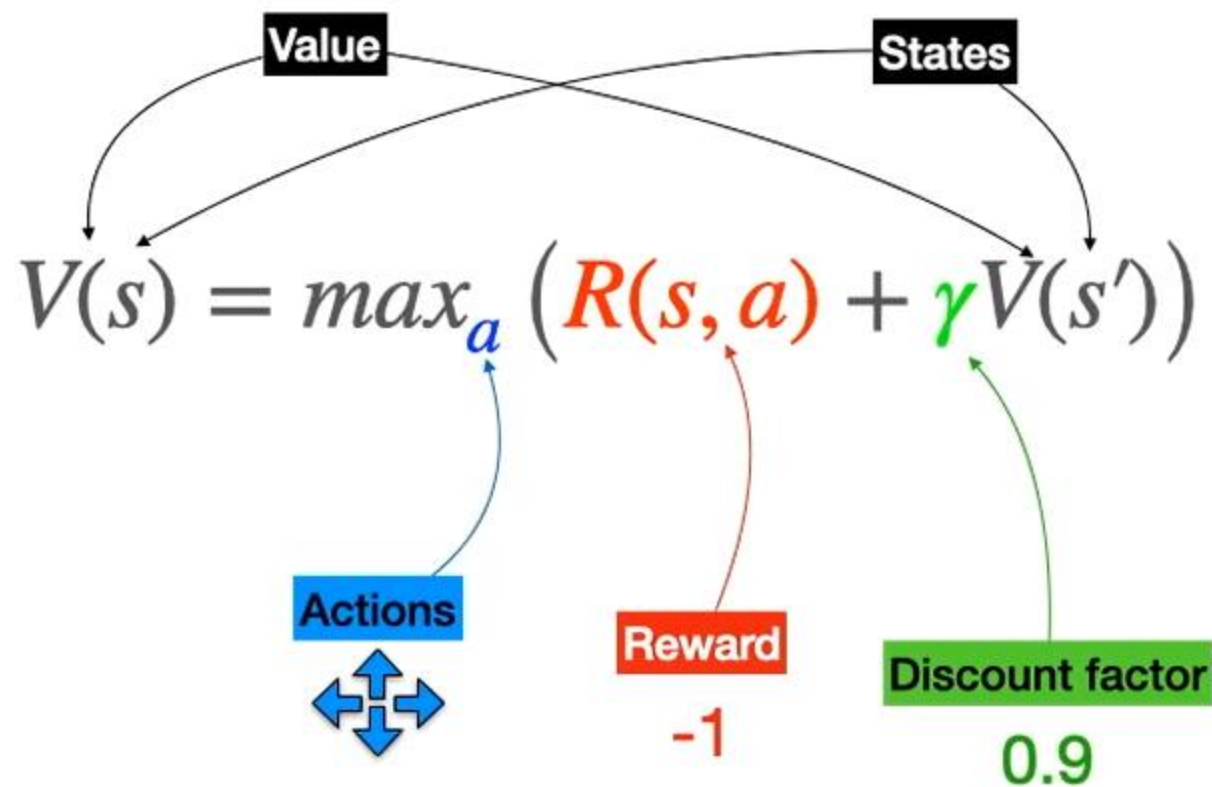 Value
States
V(s) = max_a (R(s, a) + γV(s′))
Actions
Reward
-1
Discount factor
0.9